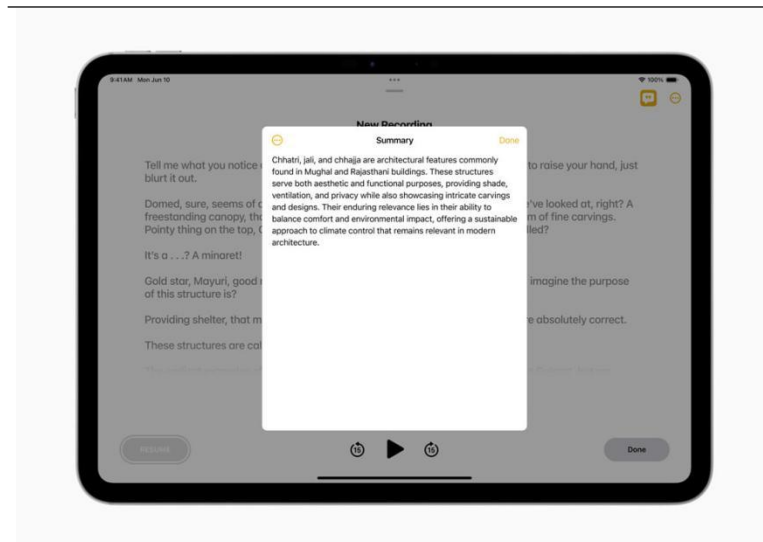 9:41 AM Mon Jun 10
100%
New Recording
Summary
Done
Tell me what you notice
to raise your hand, just
blurt it out.
Domed, sure, seems of
've looked at, right? A
freestanding canopy,
m of fine carvings.
Pointy thing on the top,
lled?
It's a . . .? A minaret!
Gold star, Mayuri, good
imagine the purpose
of this structure is?
Providing shelter, that
e absolutely correct.
These structures are
Chhatri, jali, and chhajja are architectural features commonly
found in Mughal and Rajasthani buildings. These structures
serve both aesthetic and functional purposes, providing shade,
ventilation, and privacy while also showcasing intricate carvings
and designs. Their enduring relevance lies in their ability to
balance comfort and environmental impact, offering a sustainable
approach to climate control that remains relevant in modern
architecture.
RESUME
15
15
Done